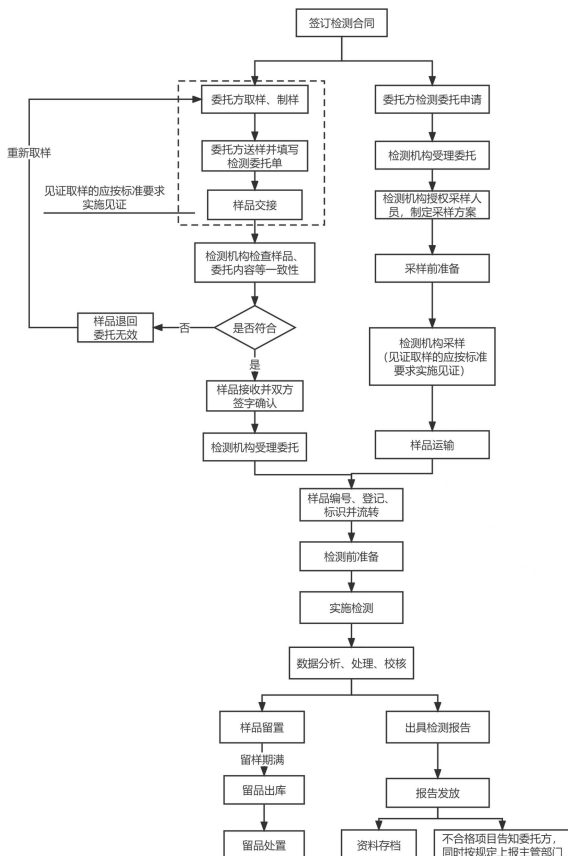 签订检测合同
委托方取样、制样
委托方检测委托申请
重新取样
委托方送样并填写
检测委托单
检测机构受理委托
见证取样的应按标准要求
实施见证
样品交接
检测机构授权采样人
员，制定采样方案
检测机构检查样品、
委托内容等一致性
采样前准备
样品退回
委托无效
否
是否符合
检测机构采样
（见证取样的应按标准
要求实施见证）
是
样品接收并双方
签字确认
检测机构受理委托
样品运输
样品编号、登记、
标识并流转
检测前准备
实施检测
数据分析、处理、校核
样品留置
出具检测报告
留样期满
留品出库
报告发放
留品处置
资料存档
不合格项目告知委托方，
同时按规定上报主管部门